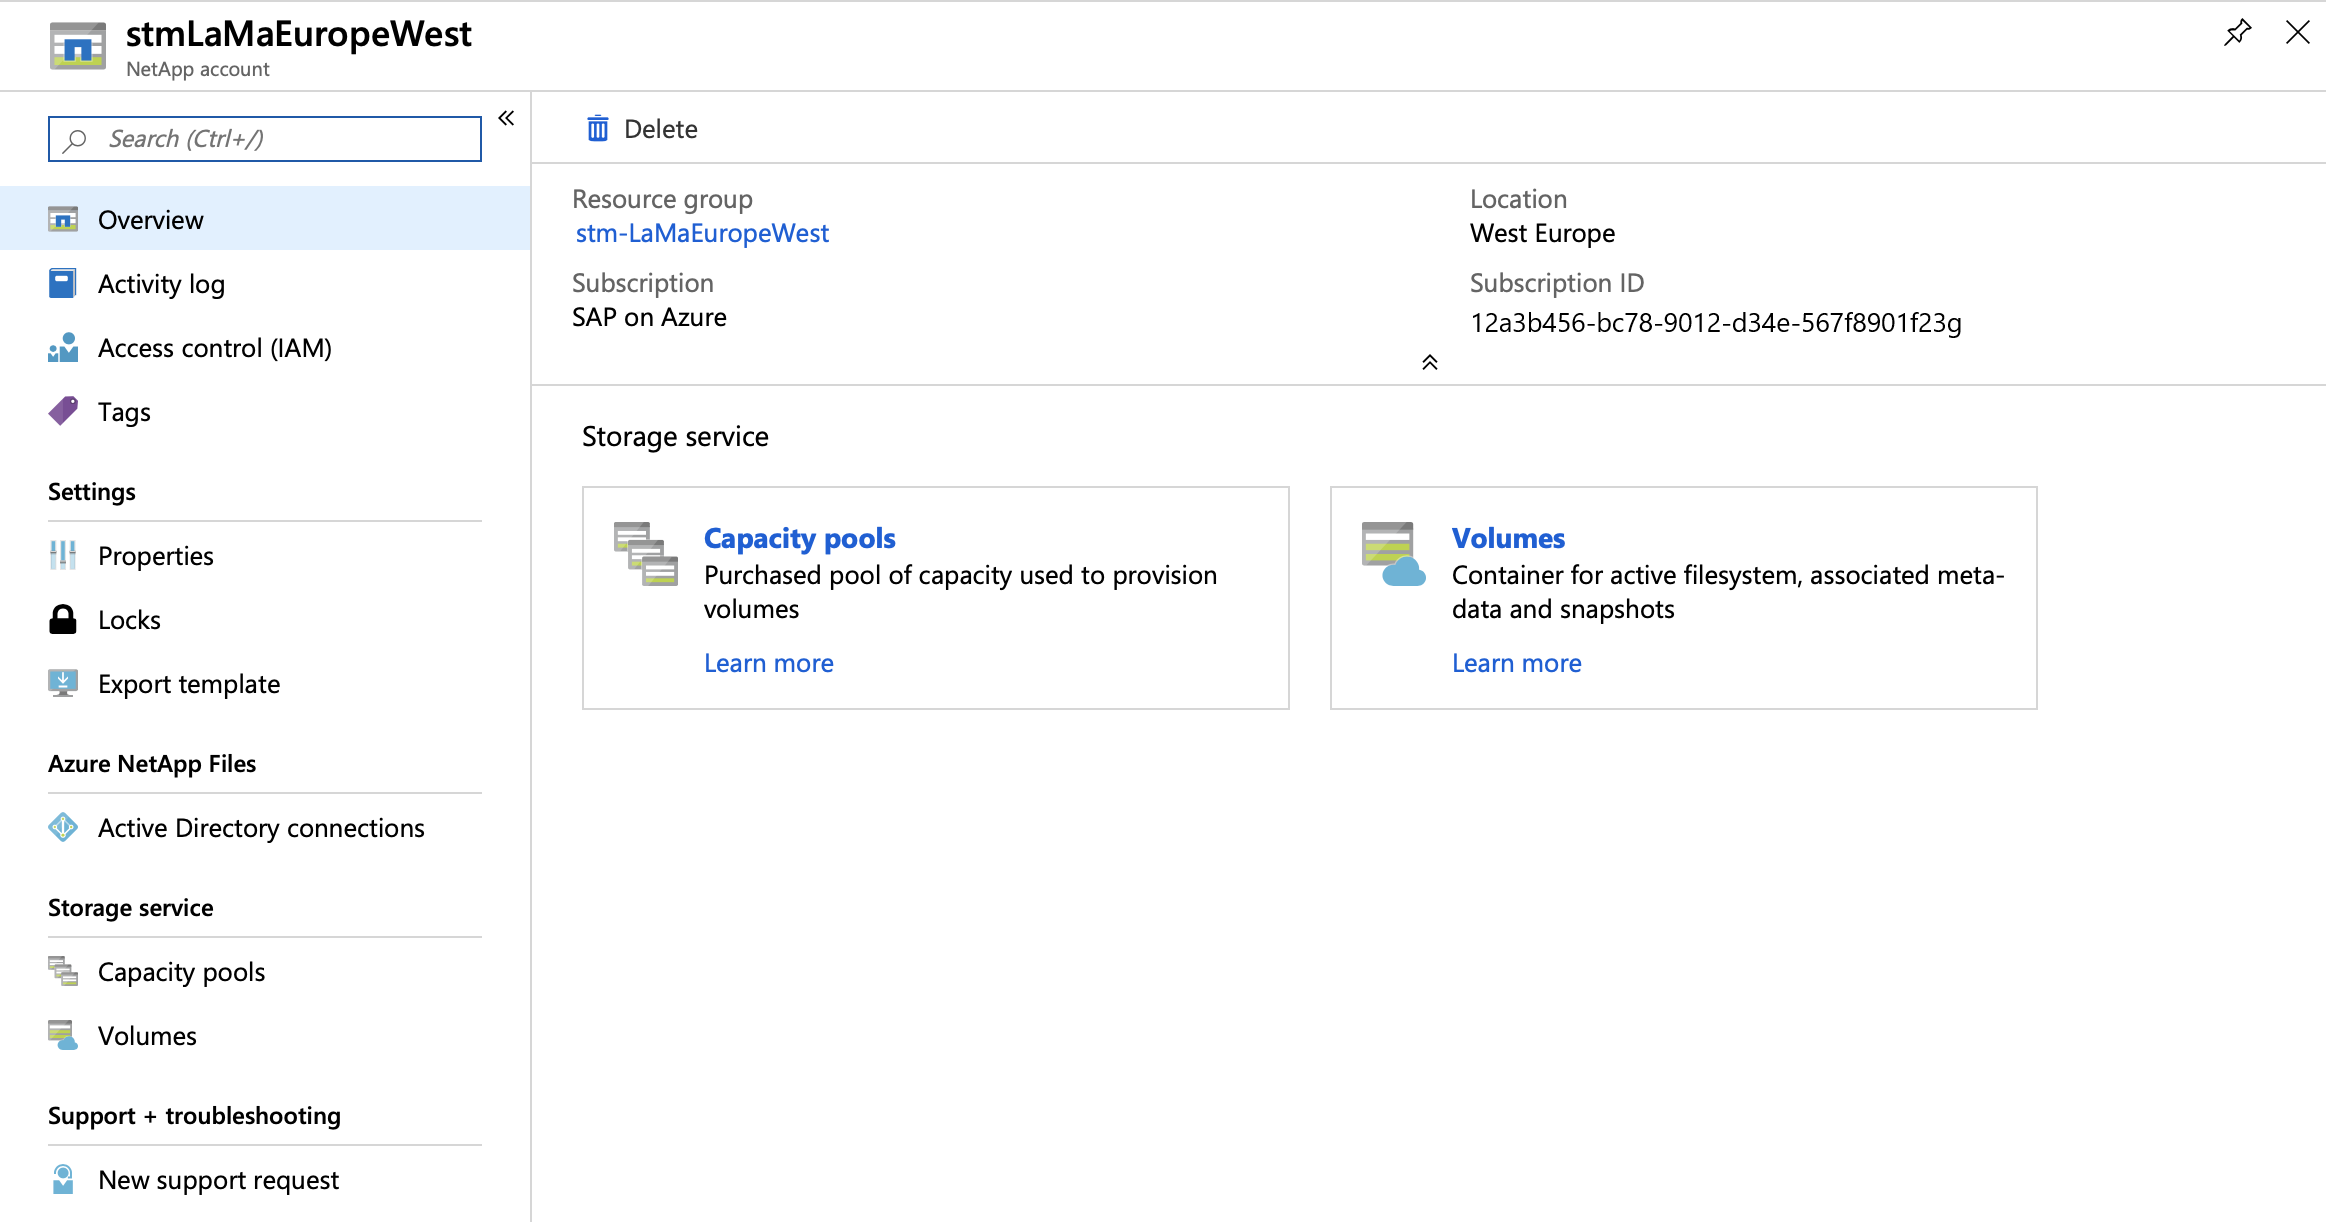 stmLaMaEuropeWest
NetApp account
Search (Ctrl+/)
Overview
Activity log
Access control (IAM)
Tags
Settings
Properties
Locks
Export template
Azure NetApp Files
Active Directory connections
Storage service
Capacity pools
Volumes
Support + troubleshooting
New support request
Delete
Resource group
stm-LaMaEuropeWest
Subscription
SAP on Azure
Location
West Europe
Subscription ID
12a3b456-bc78-9012-d34e-567f8901f23g
Storage service
Capacity pools
Purchased pool of capacity used to provision
volumes
Learn more
Volumes
Container for active filesystem, associated meta-
data and snapshots
Learn more